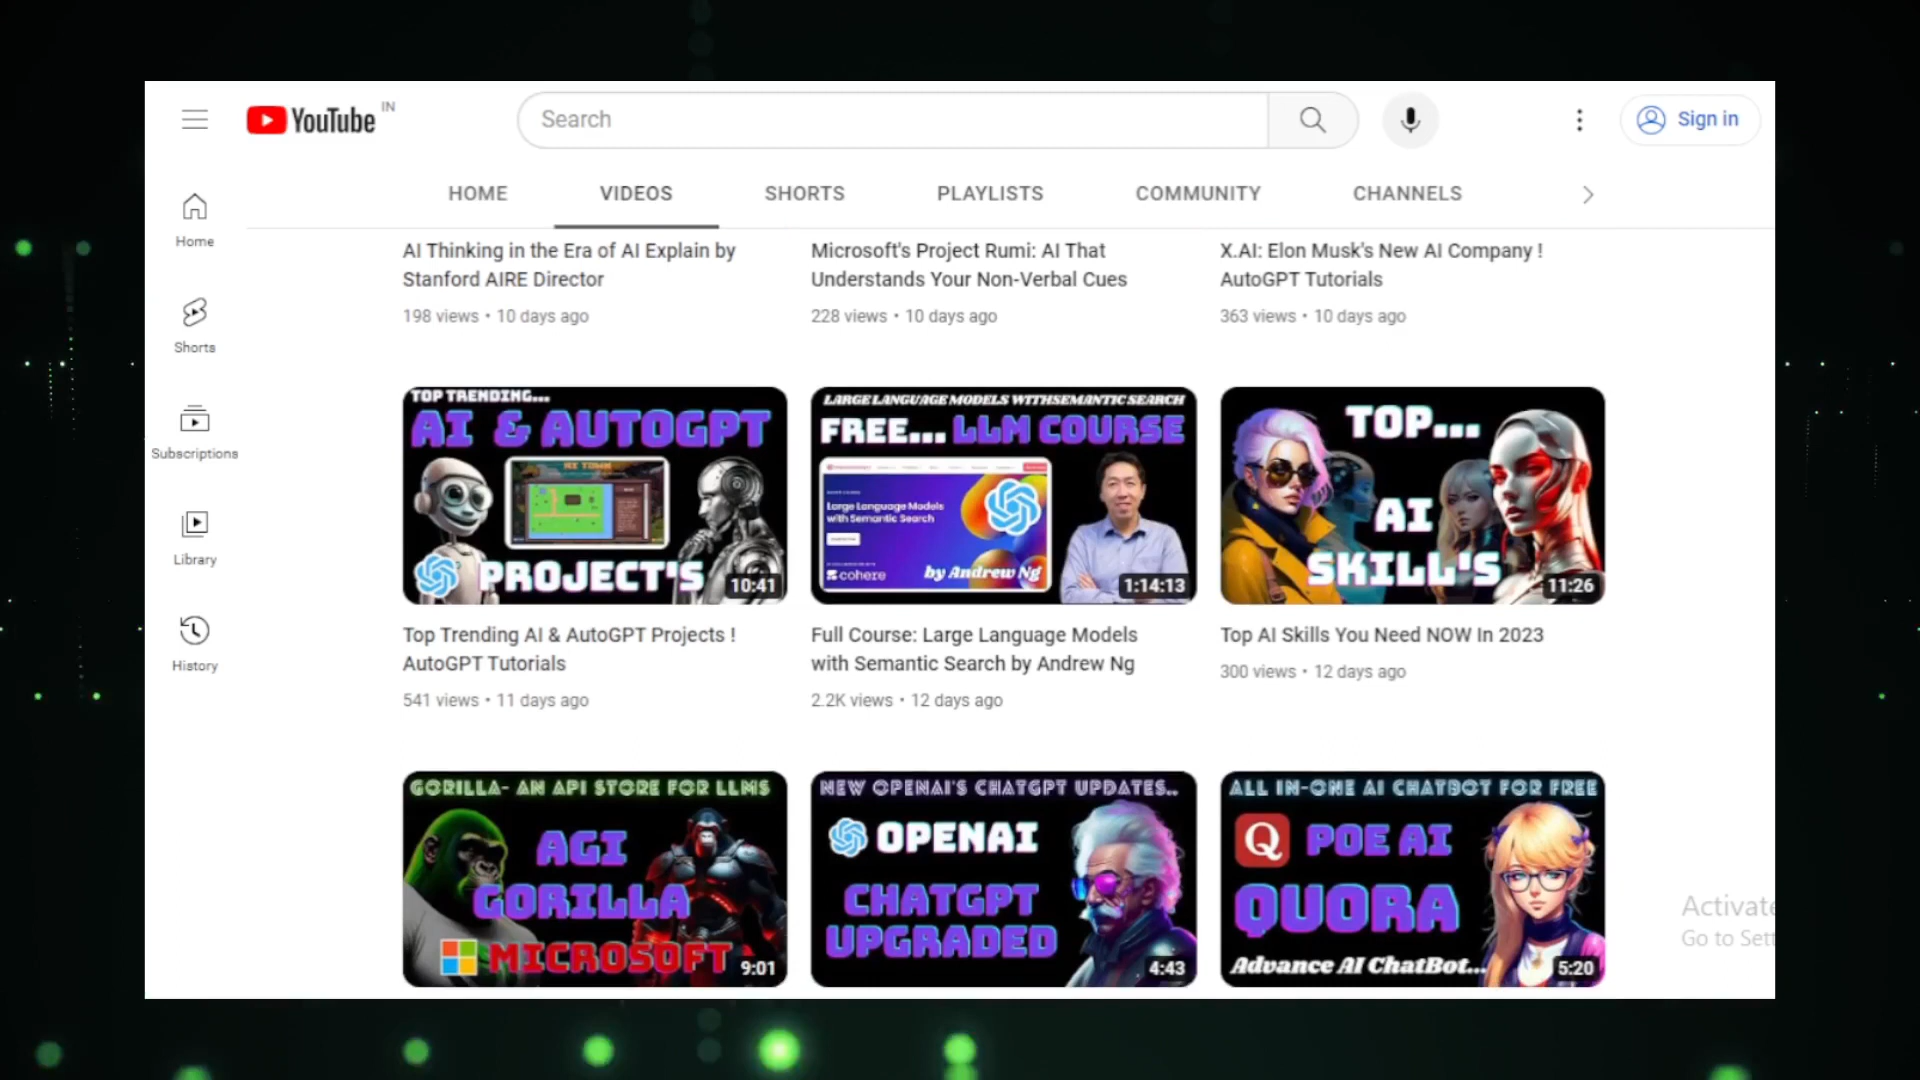 YouTube IN
Search
Sign in
HOME VIDEOS SHORTS PLAYLISTS COMMUNITY CHANNELS
Home
Shorts
Subscriptions
Library
History
AI Thinking in the Era of AI Explain by
Stanford AIRE Director
198 views • 10 days ago
Microsoft's Project Rumi: AI That
Understands Your Non-Verbal Cues
228 views • 10 days ago
X.AI: Elon Musk's New AI Company !
AutoGPT Tutorials
363 views • 10 days ago
TOP TRENDING...
AI & AUTOGPT
PROJECT'S
10:41
Top Trending AI & AutoGPT Projects !
AutoGPT Tutorials
541 views • 11 days ago
LARGE LANGUAGE MODELS WITHSEMANTIC SEARCH
FREE... LLM COURSE
Large Language Models
with Semantic Search
cohere
by Andrew Ng
1:14:13
Full Course: Large Language Models
with Semantic Search by Andrew Ng
2.2K views • 12 days ago
TOP...
AI
SKILL'S
11:26
Top AI Skills You Need NOW In 2023
300 views • 12 days ago
GORILLA- AN API STORE FOR LLMS
AGI
GORILLA
MICROSOFT
9:01
NEW OPENAI'S CHATGPT UPDATES..
OPENAI
CHATGPT
UPGRADED
4:43
ALL IN-ONE AI CHATBOT FOR FREE
Q POE AI
QUORA
Advance AI ChatBot...
5:20
Activate
Go to Sett